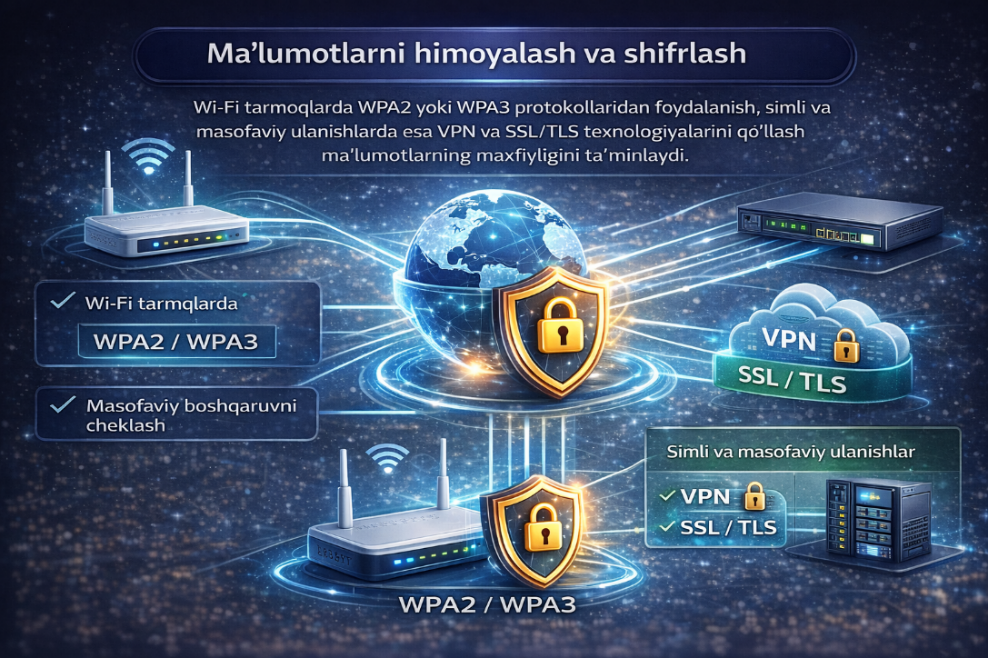 Ma'lumotlarni himoyalash va shifrlash
Wi-Fi tarmoqlarda WPA2 yoki WPA3 protokollaridan foydalanish, simli va
masofaviy ulanishlarda esa VPN va SSL/TLS texnologiyalarini qo'llash
ma'lumotlarning maxfiyligini ta'minlaydi.
Wi-Fi tarmqlarda
WPA2 / WPA3
Masofaviy boshqaruvni
cheklash
VPN
SSL / TLS
Simli va masofaviy ulanishlar
VPN
SSL / TLS
WPA2 / WPA3